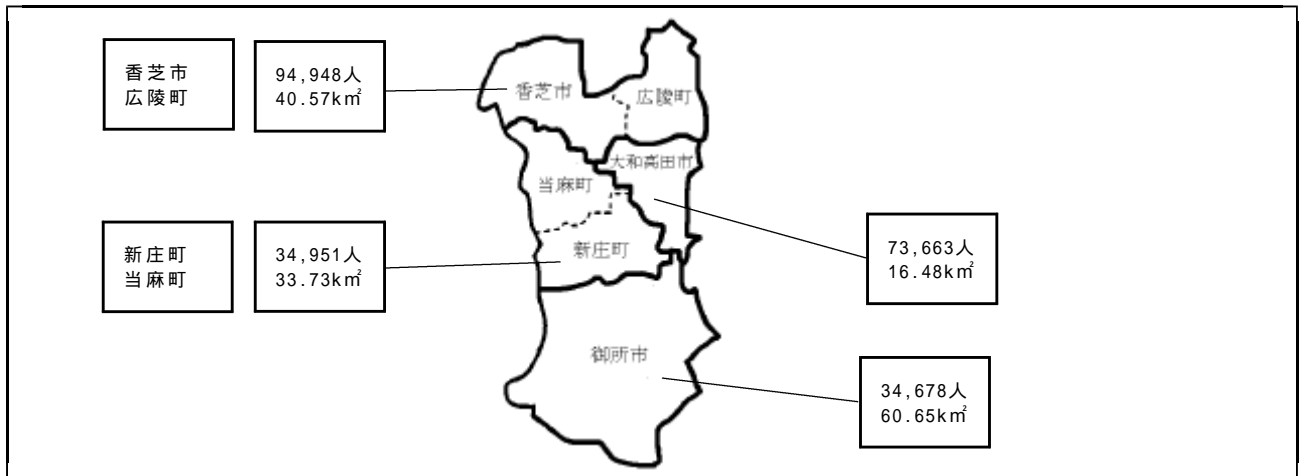 香芝市
広陵町
94,948人
40.57k㎡
香芝市
広陵町
大和高田市
当麻町
新庄町
当麻町
34,951人
33.73k㎡
新庄町
73,663人
16.48k㎡
御所市
34,678人
60.65k㎡